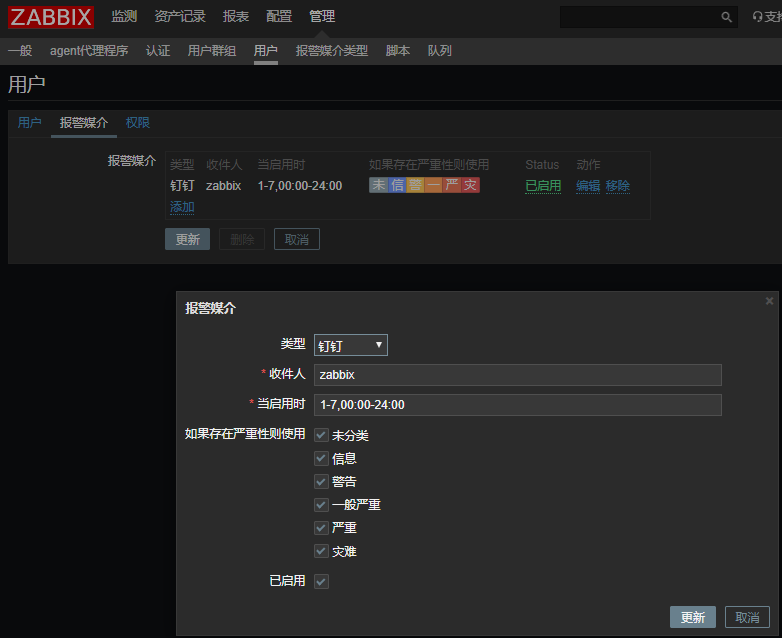 ZABBIX 监测 资产记录 报表 配置 管理 支持
一般 agent代理程序 认证 用户群组 用户 报警媒介类型 脚本 队列
用户
用户 报警媒介 权限
报警媒介 类型 收件人 当启用时 如果存在严重性则使用 Status 动作
钉钉 zabbix 1-7,00:00-24:00 未 信 警 一 严 灾 已启用 编辑 移除
添加
更新 删除 取消
报警媒介
类型 钉钉
* 收件人 zabbix
* 当启用时 1-7,00:00-24:00
如果存在严重性则使用 未分类
信息
警告
一般严重
严重
灾难
已启用
更新 取消